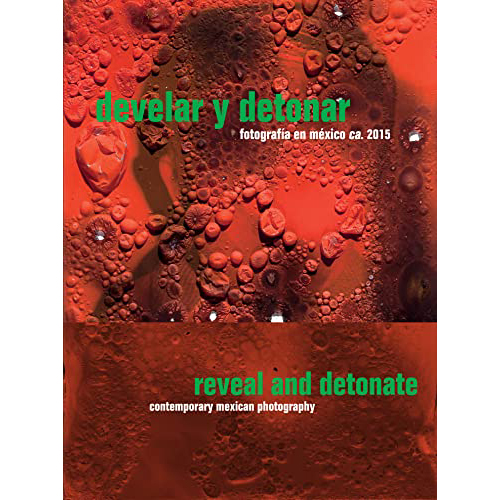 develar y detonar
fotografía en méxico ca. 2015
reveal and detonate
contemporary mexican photography